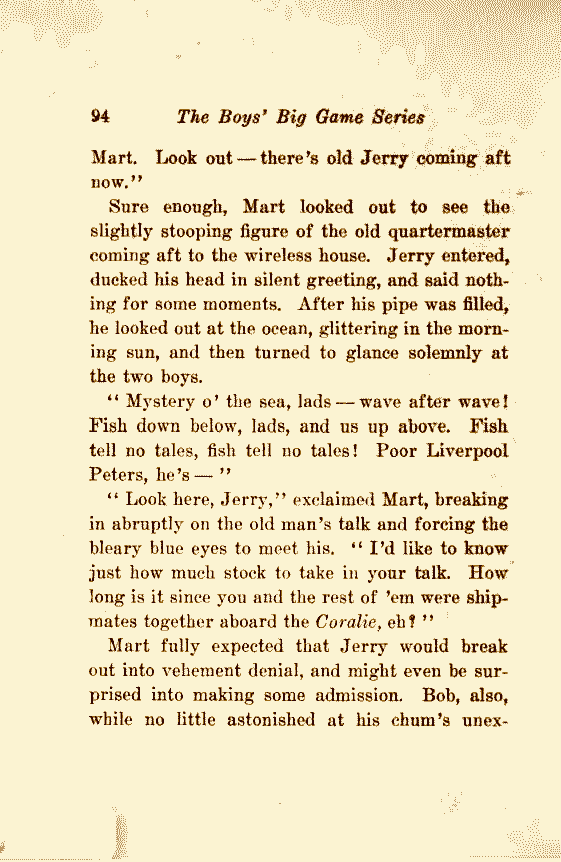 94 The Boys' Big Game Series
Mart. Look out — there's old Jerry coming aft
now."
Sure enough, Mart looked out to see the
slightly stooping figure of the old quartermaster
coming aft to the wireless house. Jerry entered,
ducked his head in silent greeting, and said noth-
ing for some moments. After his pipe was filled,
he looked out at the ocean, glittering in the morn-
ing sun, and then turned to glance solemnly at
the two boys.
" Mystery o' the sea, lads — wave after wave!
Fish down below, lads, and us up above. Fish
tell no tales, fish tell no tales! Poor Liverpool
Peters, he's — "
" Look here, Jerry," exclaimed Mart, breaking
in abruptly on the old man's talk and forcing the
bleary blue eyes to meet his. " I'd like to know
just how much stock to take in your talk. How
long is it since you and the rest of 'em were ship-
mates together aboard the Coralie, eh? "
Mart fully expected that Jerry would break
out into vehement denial, and might even be sur-
prised into making some admission. Bob, also,
while no little astonished at his chum's unex-